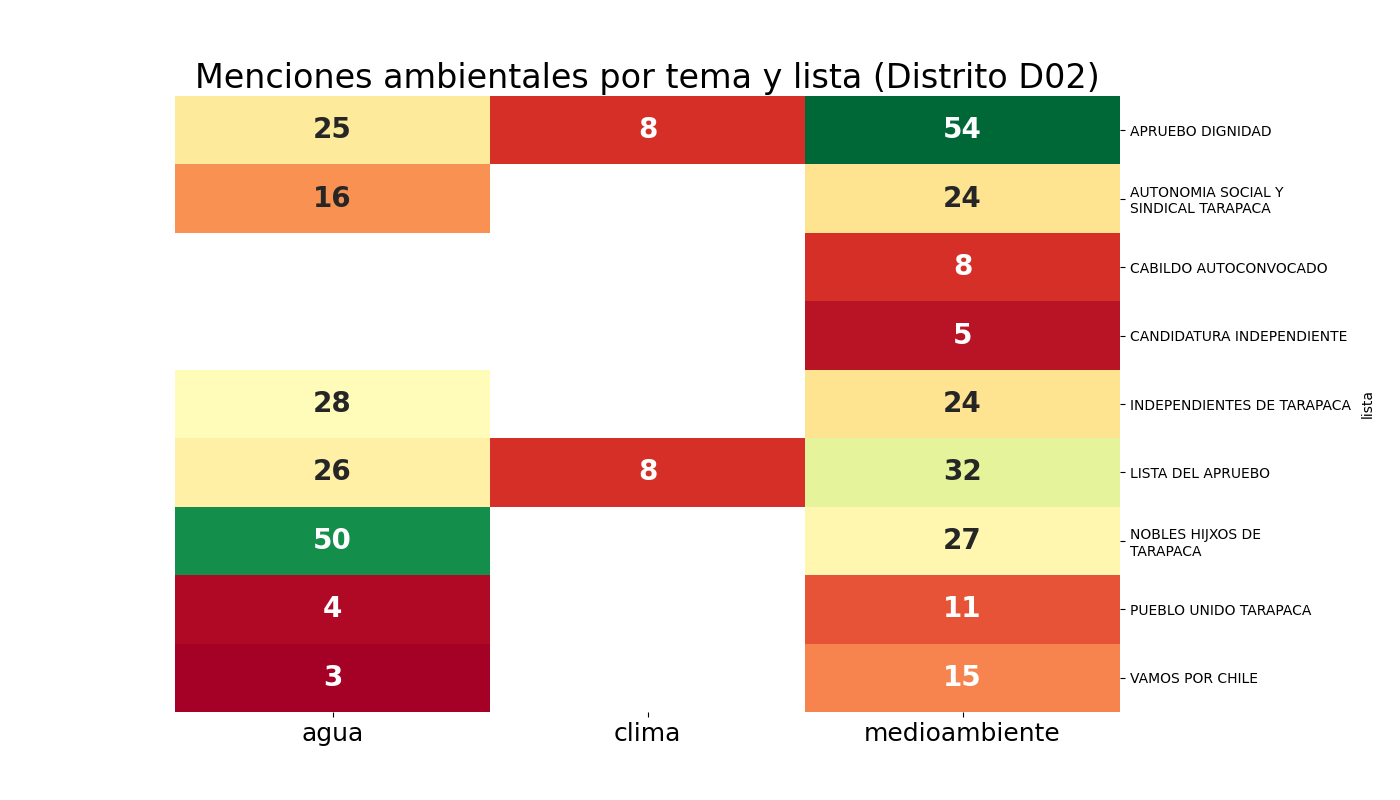 Menciones ambientales por tema y lista (Distrito D02)
25 8 54 APRUEBO DIGNIDAD
16 24 AUTONOMIA SOCIAL Y
SINDICAL TARAPACA
8 CABILDO AUTOCONVOCADO
5 CANDIDATURA INDEPENDIENTE
28 24 INDEPENDIENTES DE TARAPACA
lista
26 8 32 LISTA DEL APRUEBO
50 27 NOBLES HIJXOS DE
TARAPACA
4 11 PUEBLO UNIDO TARAPACA
3 15 VAMOS POR CHILE
agua clima medioambiente